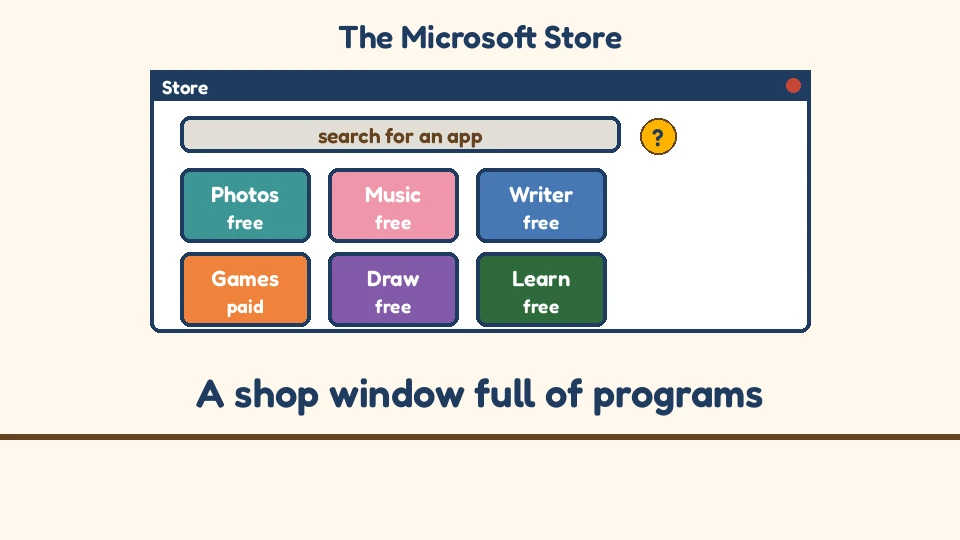 The Microsoft Store
Store
search for an app
?
Photos
free
Music
free
Writer
free
Games
paid
Draw
free
Learn
free
A shop window full of programs